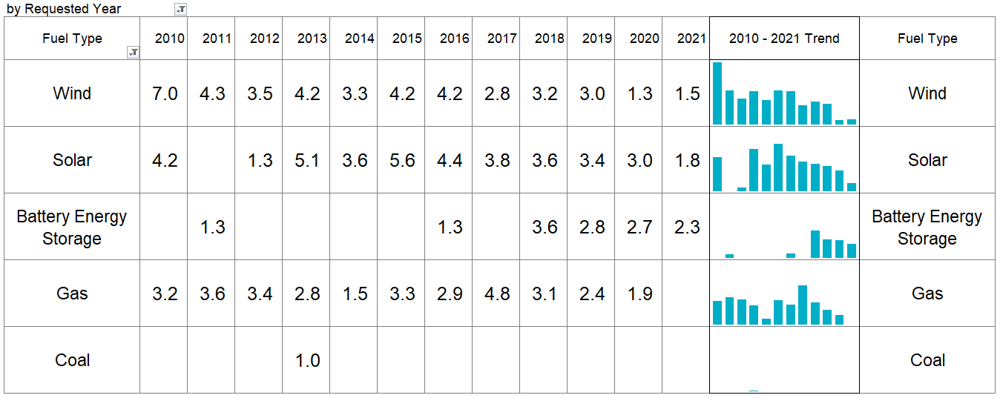 by Requested Year
Fuel Type 2010 2011 2012 2013 2014 2015 2016 2017 2018 2019 2020 2021 2010 - 2021 Trend Fuel Type
Wind 7.0 4.3 3.5 4.2 3.3 4.2 4.2 2.8 3.2 3.0 1.3 1.5 Wind
Solar 4.2 1.3 5.1 3.6 5.6 4.4 3.8 3.6 3.4 3.0 1.8 Solar
Battery Energy
Storage 1.3 1.3 3.6 2.8 2.7 2.3 Battery Energy
Storage
Gas 3.2 3.6 3.4 2.8 1.5 3.3 2.9 4.8 3.1 2.4 1.9 Gas
Coal 1.0 Coal